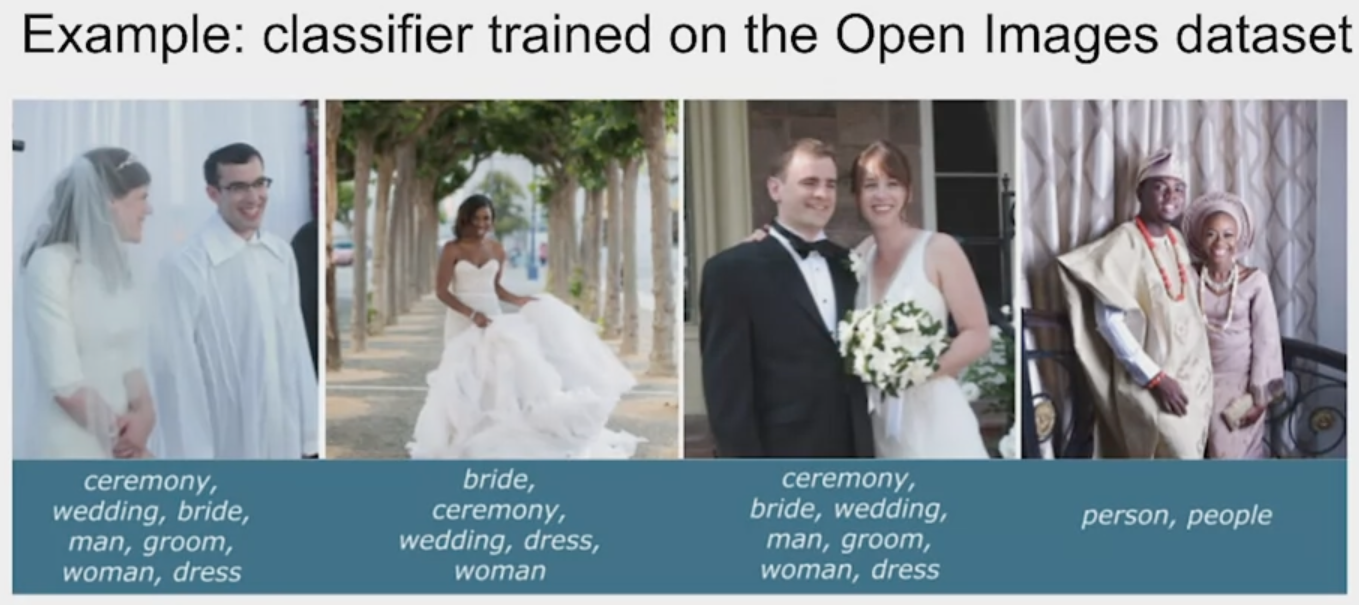 Example: classifier trained on the Open Images dataset
ceremony,
wedding, bride,
man, groom,
woman, dress
bride,
ceremony,
wedding, dress,
woman
ceremony,
bride, wedding,
man, groom,
woman, dress
person, people